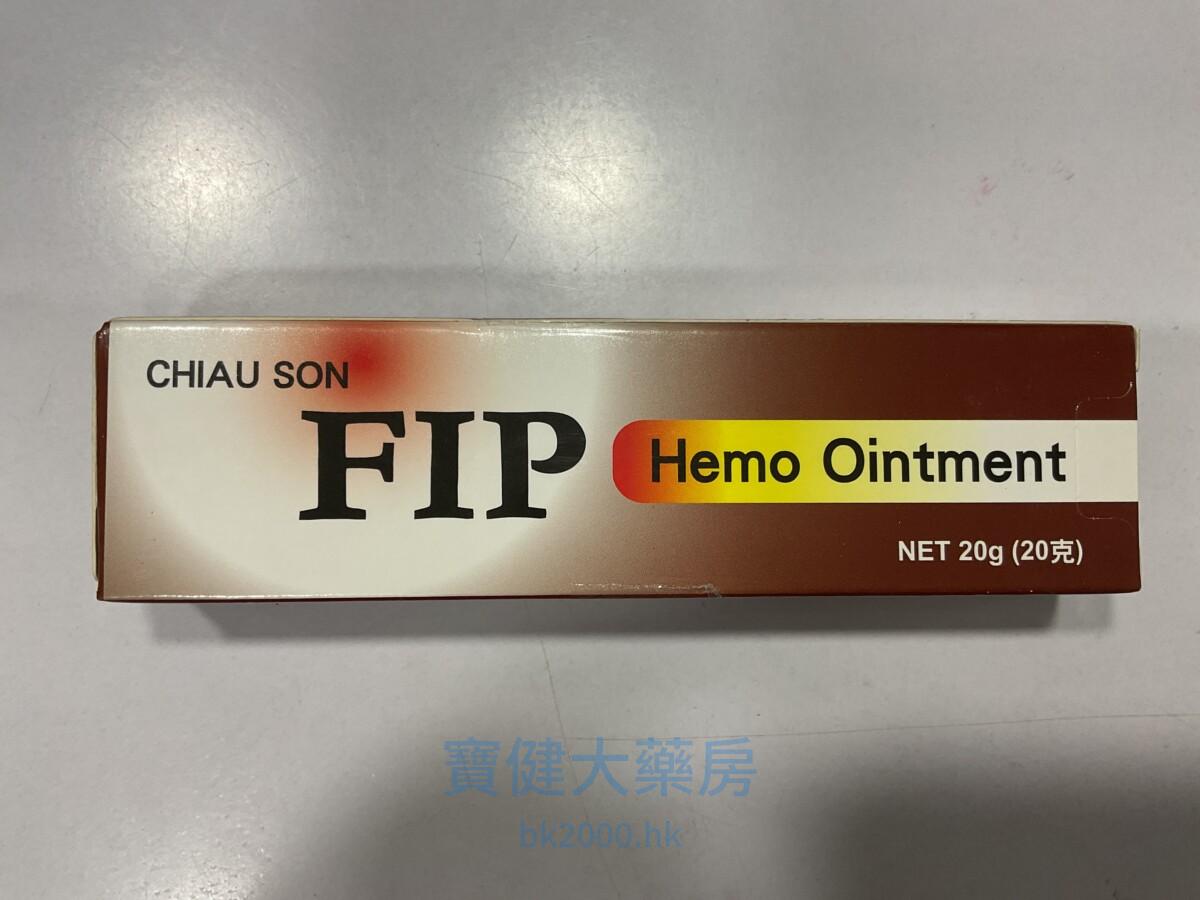 CHIAU SON
FIP
Hemo Ointment
NET 20g (20克)
寶健大藥房
bk2000.hk